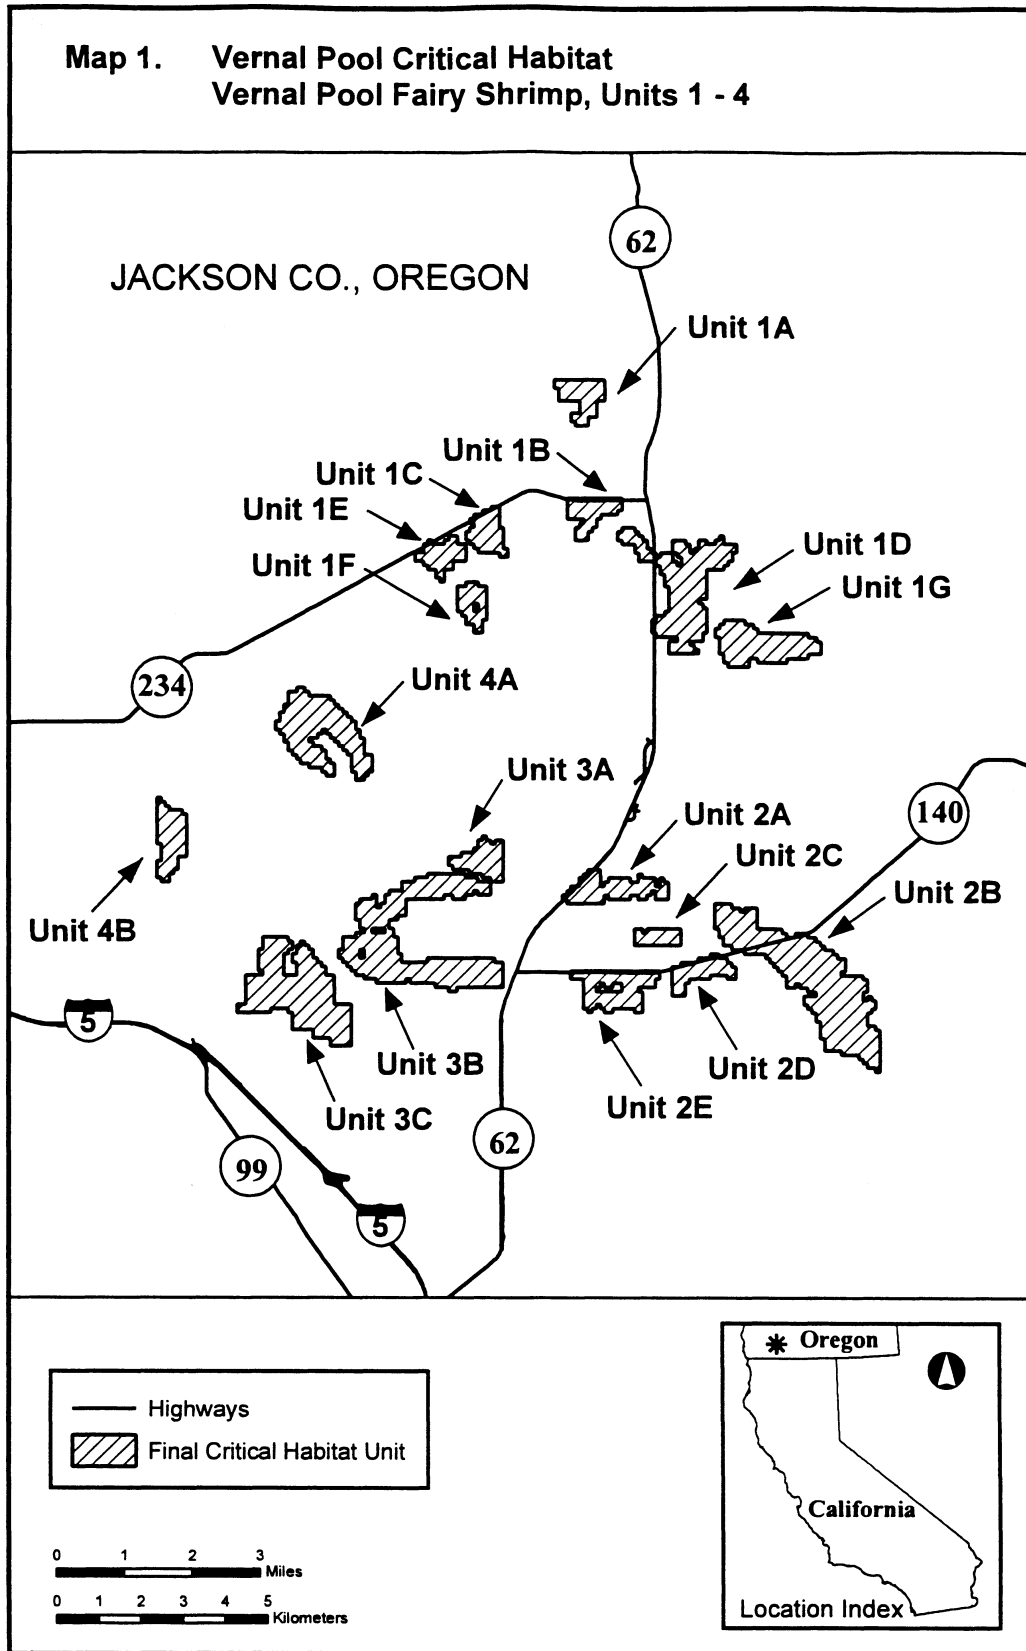 Map 1. Vernal Pool Critical Habitat
Vernal Pool Fairy Shrimp, Units 1 - 4
62
JACKSON CO., OREGON
Unit 1A
Unit 1B
Unit 1C
Unit 1E
Unit 1D
Unit 1F
Unit 1G
Unit 4A
234
Unit 3A
Unit 2A
140
Unit 2C
Unit 2B
Unit 4B
5
Unit 3B
Unit 2D
Unit 2E
Unit 3C
62
99
5
Highways
Final Critical Habitat Unit
0 1 2 3
Miles
0 1 2 3 4 5
Kilometers
Oregon
California
Location Index